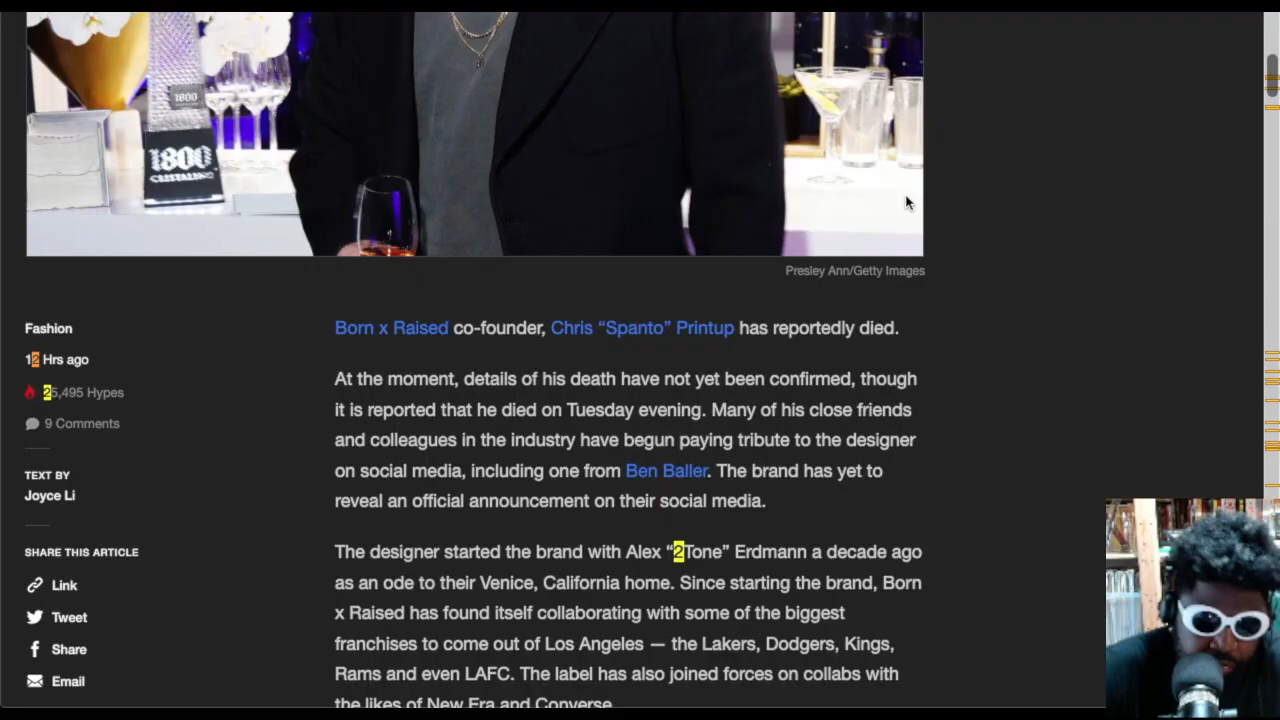 1800
1800
CRISTALINO
Presley Ann/Getty Images
Born x Raised co-founder, Chris “Spanto” Printup has reportedly died.
Fashion
12 Hrs ago
25,495 Hypes
9 Comments
TEXT BY
Joyce Li
SHARE THIS ARTICLE
Link
Tweet
Share
Email
At the moment, details of his death have not yet been confirmed, though
it is reported that he died on Tuesday evening. Many of his close friends
and colleagues in the industry have begun paying tribute to the designer
on social media, including one from Ben Baller. The brand has yet to
reveal an official announcement on their social media.
The designer started the brand with Alex “2Tone” Erdmann a decade ago
as an ode to their Venice, California home. Since starting the brand, Born
x Raised has found itself collaborating with some of the biggest
franchises to come out of Los Angeles — the Lakers, Dodgers, Kings,
Rams and even LAFC. The label has also joined forces on collabs with
the likes of New Era and Converse.